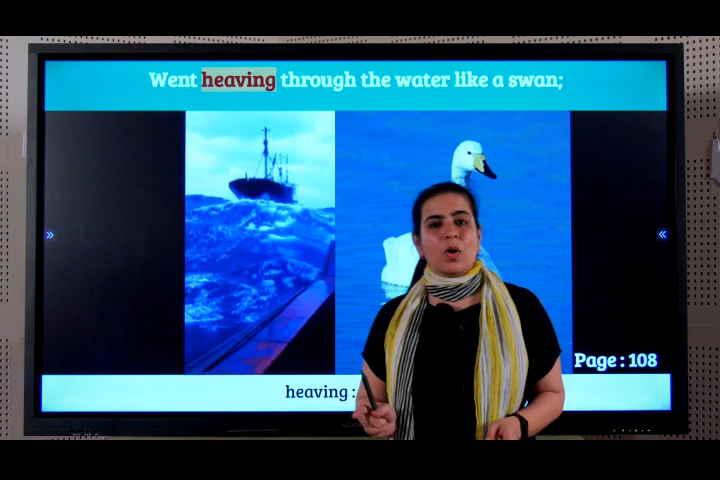 Went heaving through the water like a swan;
»
«
Page : 108
heaving :